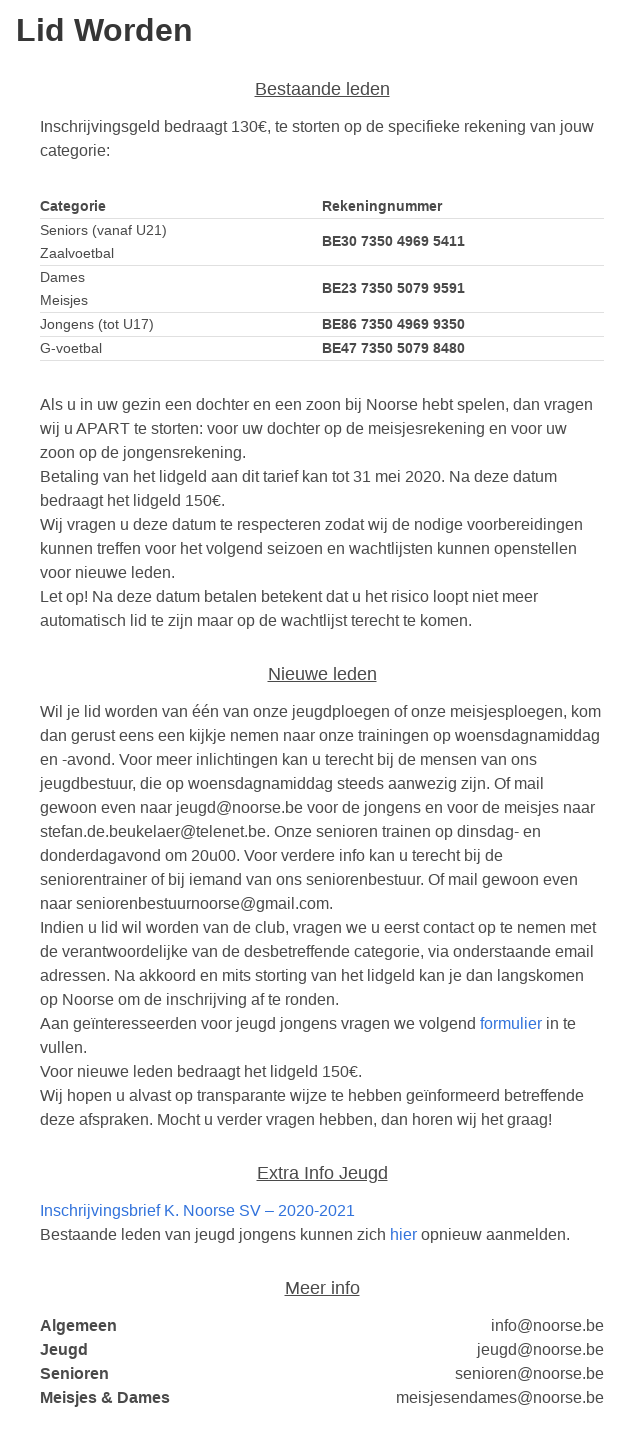 Lid Worden
Bestaande leden
Inschrijvingsgeld bedraagt 130€, te storten op de specifieke rekening van jouw
categorie:
Categorie Rekeningnummer
Seniors (vanaf U21)
Zaalvoetbal
BE30 7350 4969 5411
Dames
Meisjes
BE23 7350 5079 9591
Jongens (tot U17) BE86 7350 4969 9350
G-voetbal BE47 7350 5079 8480
Als u in uw gezin een dochter en een zoon bij Noorse hebt spelen, dan vragen
wij u APART te storten: voor uw dochter op de meisjesrekening en voor uw
zoon op de jongensrekening.
Betaling van het lidgeld aan dit tarief kan tot 31 mei 2020. Na deze datum
bedraagt het lidgeld 150€.
Wij vragen u deze datum te respecteren zodat wij de nodige voorbereidingen
kunnen treffen voor het volgend seizoen en wachtlijsten kunnen openstellen
voor nieuwe leden.
Let op! Na deze datum betalen betekent dat u het risico loopt niet meer
automatisch lid te zijn maar op de wachtlijst terecht te komen.
Nieuwe leden
Wil je lid worden van één van onze jeugdploegen of onze meisjesploegen, kom
dan gerust eens een kijkje nemen naar onze trainingen op woensdagnamiddag
en -avond. Voor meer inlichtingen kan u terecht bij de mensen van ons
jeugdbestuur, die op woensdagnamiddag steeds aanwezig zijn. Of mail
gewoon even naar jeugd@noorse.be voor de jongens en voor de meisjes naar
stefan.de.beukelaer@telenet.be. Onze senioren trainen op dinsdag- en
donderdagavond om 20u00. Voor verdere info kan u terecht bij de
seniorentrainer of bij iemand van ons seniorenbestuur. Of mail gewoon even
naar seniorenbestuurnoorse@gmail.com.
Indien u lid wil worden van de club, vragen we u eerst contact op te nemen met
de verantwoordelijke van de desbetreffende categorie, via onderstaande email
adressen. Na akkoord en mits storting van het lidgeld kan je dan langskomen
op Noorse om de inschrijving af te ronden.
Aan geïnteresseerden voor jeugd jongens vragen we volgend formulier in te
vullen.
Voor nieuwe leden bedraagt het lidgeld 150€.
Wij hopen u alvast op transparante wijze te hebben geïnformeerd betreffende
deze afspraken. Mocht u verder vragen hebben, dan horen wij het graag!
Extra Info Jeugd
Inschrijvingsbrief K. Noorse SV – 2020-2021
Bestaande leden van jeugd jongens kunnen zich hier opnieuw aanmelden.
Meer info
Algemeen info@noorse.be
Jeugd jeugd@noorse.be
Senioren senioren@noorse.be
Meisjes & Dames meisjesendames@noorse.be